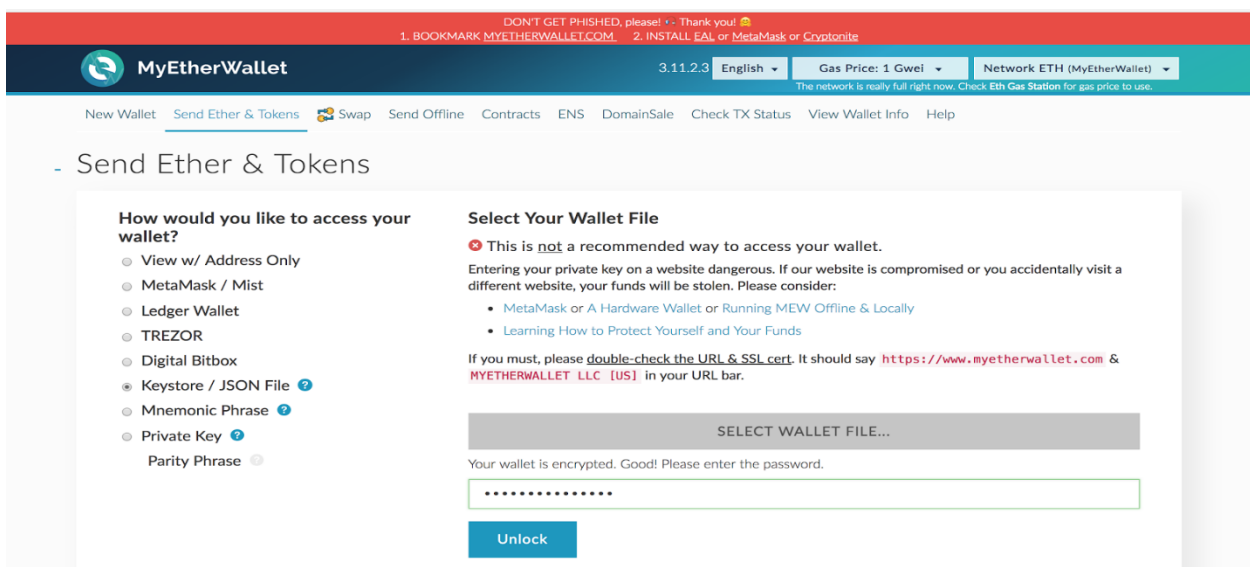 DON'T GET PHISHED, please! Thank you! 🤗
1. BOOKMARK MYETHERWALLET.COM 2. INSTALL EAL or MetaMask or Cryptonite
MyEtherWallet
3.11.2.3 English Gas Price: 1 Gwei Network ETH (MyEtherWallet)
The network is really full right now. Check Eth Gas Station for gas price to use.
New Wallet Send Ether & Tokens Swap Send Offline Contracts ENS DomainSale Check TX Status View Wallet Info Help
- Send Ether & Tokens
How would you like to access your
wallet?
View w/ Address Only
MetaMask / Mist
Ledger Wallet
TREZOR
Digital Bitbox
Keystore / JSON File ?
Mnemonic Phrase ?
Private Key ?
Parity Phrase ?
Select Your Wallet File
This is not a recommended way to access your wallet.
Entering your private key on a website dangerous. If our website is compromised or you accidentally visit a
different website, your funds will be stolen. Please consider:
• MetaMask or A Hardware Wallet or Running MEW Offline & Locally
• Learning How to Protect Yourself and Your Funds
If you must, please double-check the URL & SSL cert. It should say https://www.myetherwallet.com &
MYETHERWALLET LLC [US] in your URL bar.
SELECT WALLET FILE...
Your wallet is encrypted. Good! Please enter the password.
•••••••••••••••
Unlock